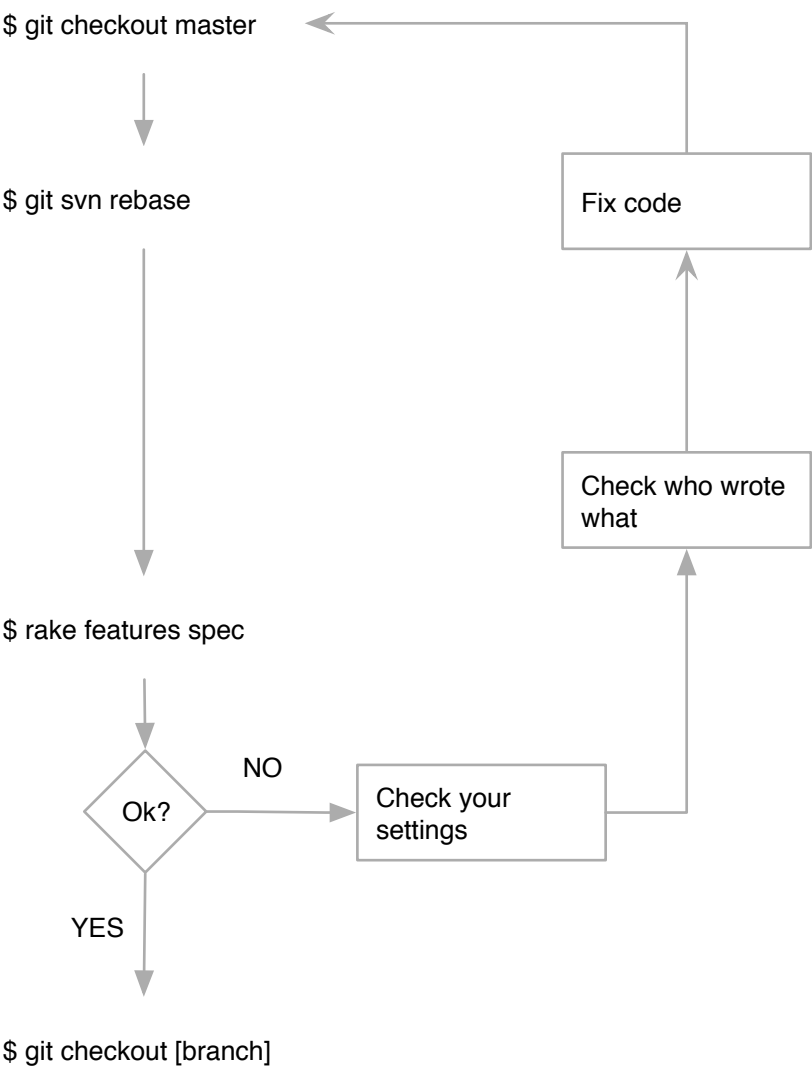 $ git checkout master
$ git svn rebase
Fix code
Check who wrote
what
$ rake features spec
NO
Ok?
Check your
settings
YES
$ git checkout [branch]